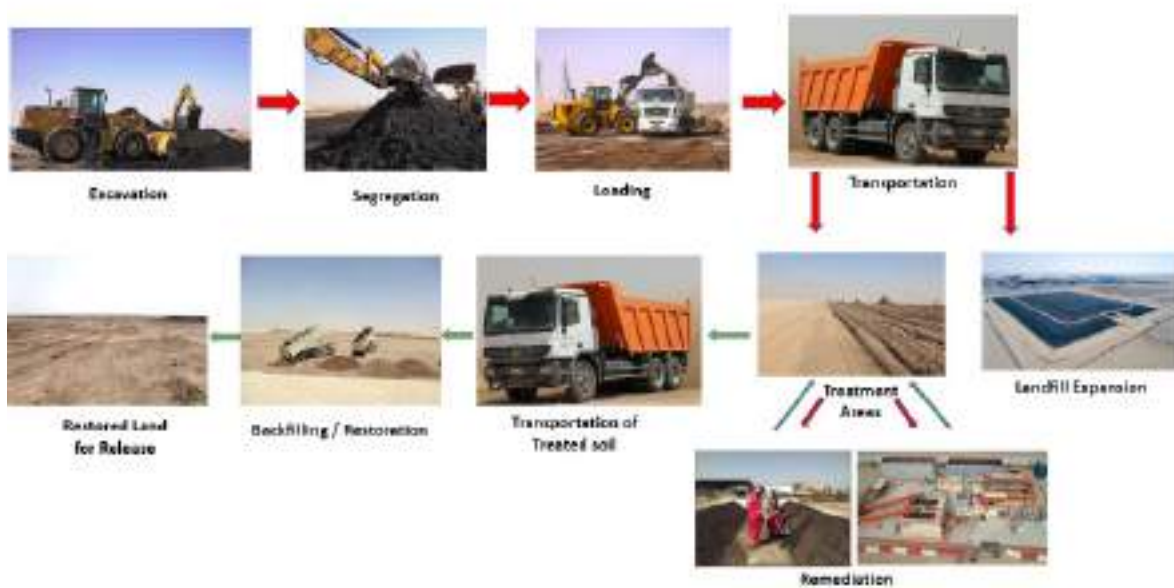 Excavation
Segregation
Loading
Transportation
Restored Land
for Release
Backfilling / Restoration
Transportation of
Treated soil
Treatment
Areas
Landfill Expansion
Remediation